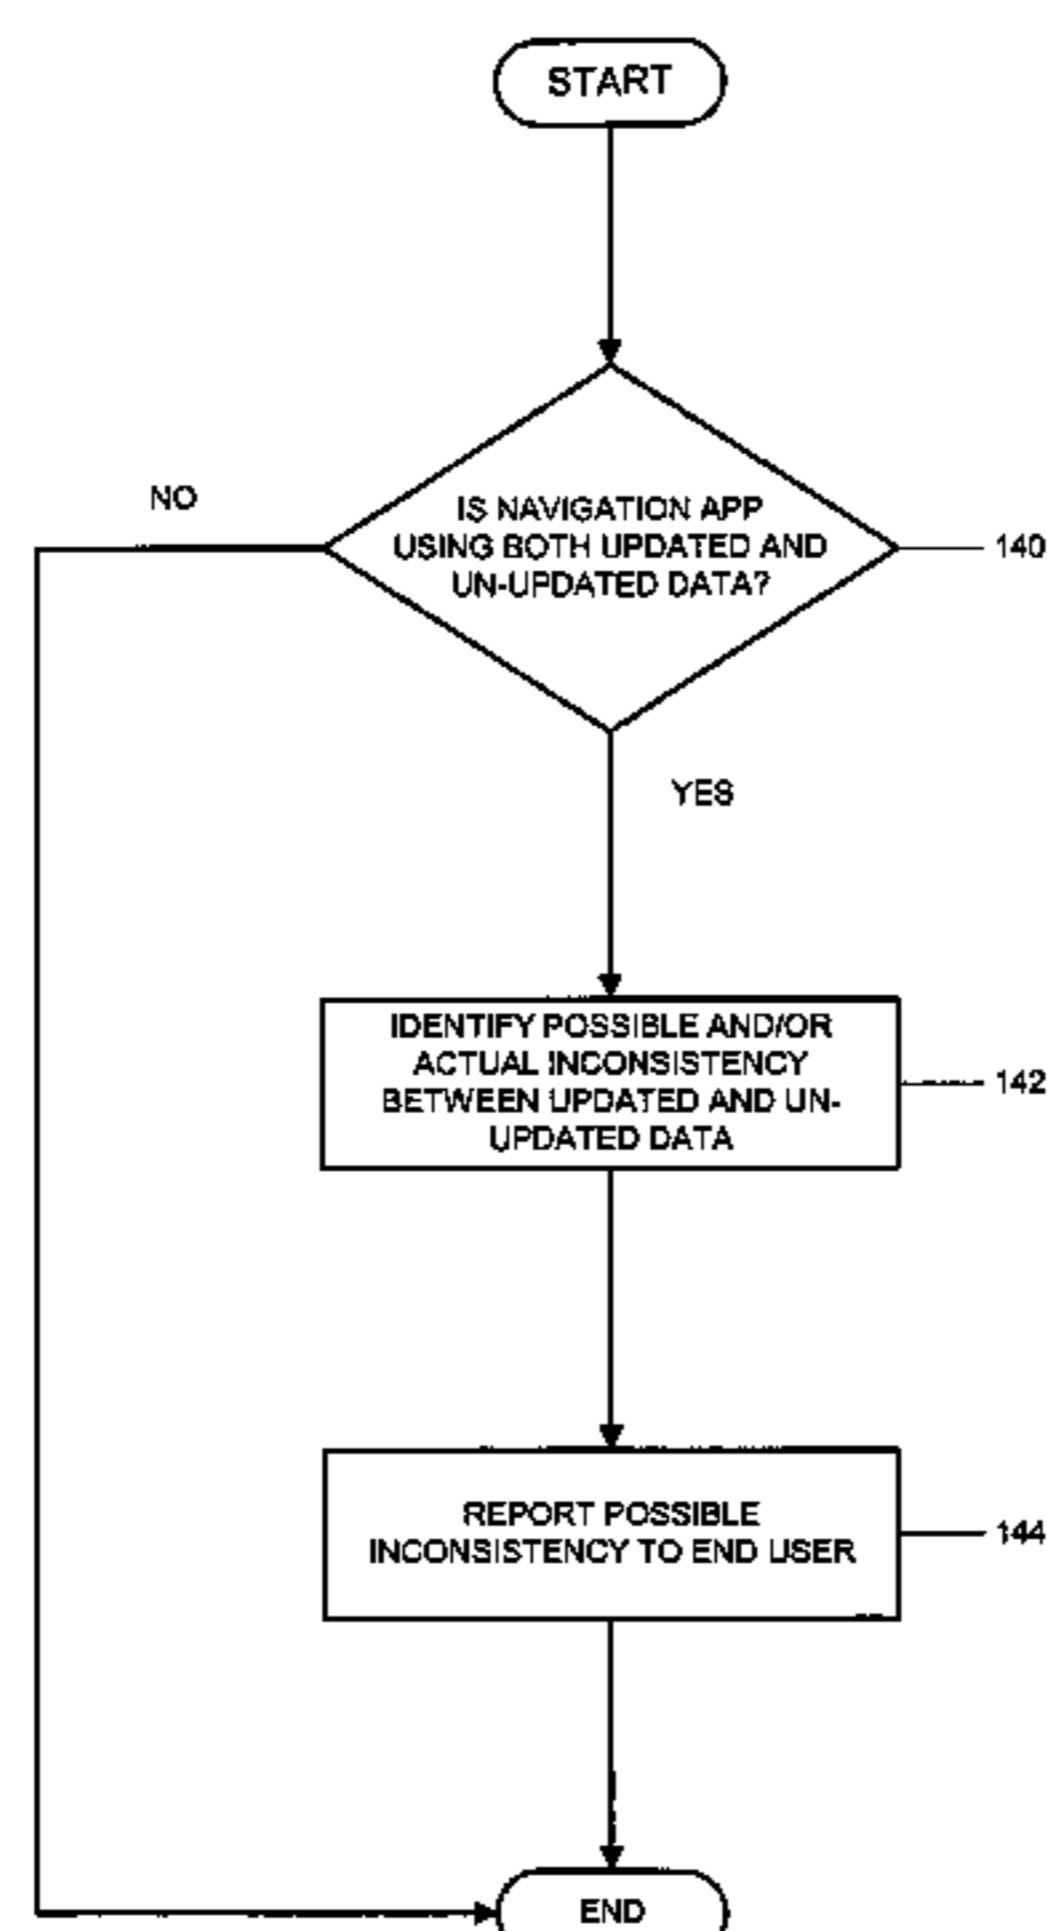 START
NO
IS NAVIGATION APP
USING BOTH UPDATED AND
UN-UPDATED DATA?
140
YES
IDENTIFY POSSIBLE AND/OR
ACTUAL INCONSISTENCY
BETWEEN UPDATED AND UN-
UPDATED DATA
142
REPORT POSSIBLE
INCONSISTENCY TO END USER
144
END